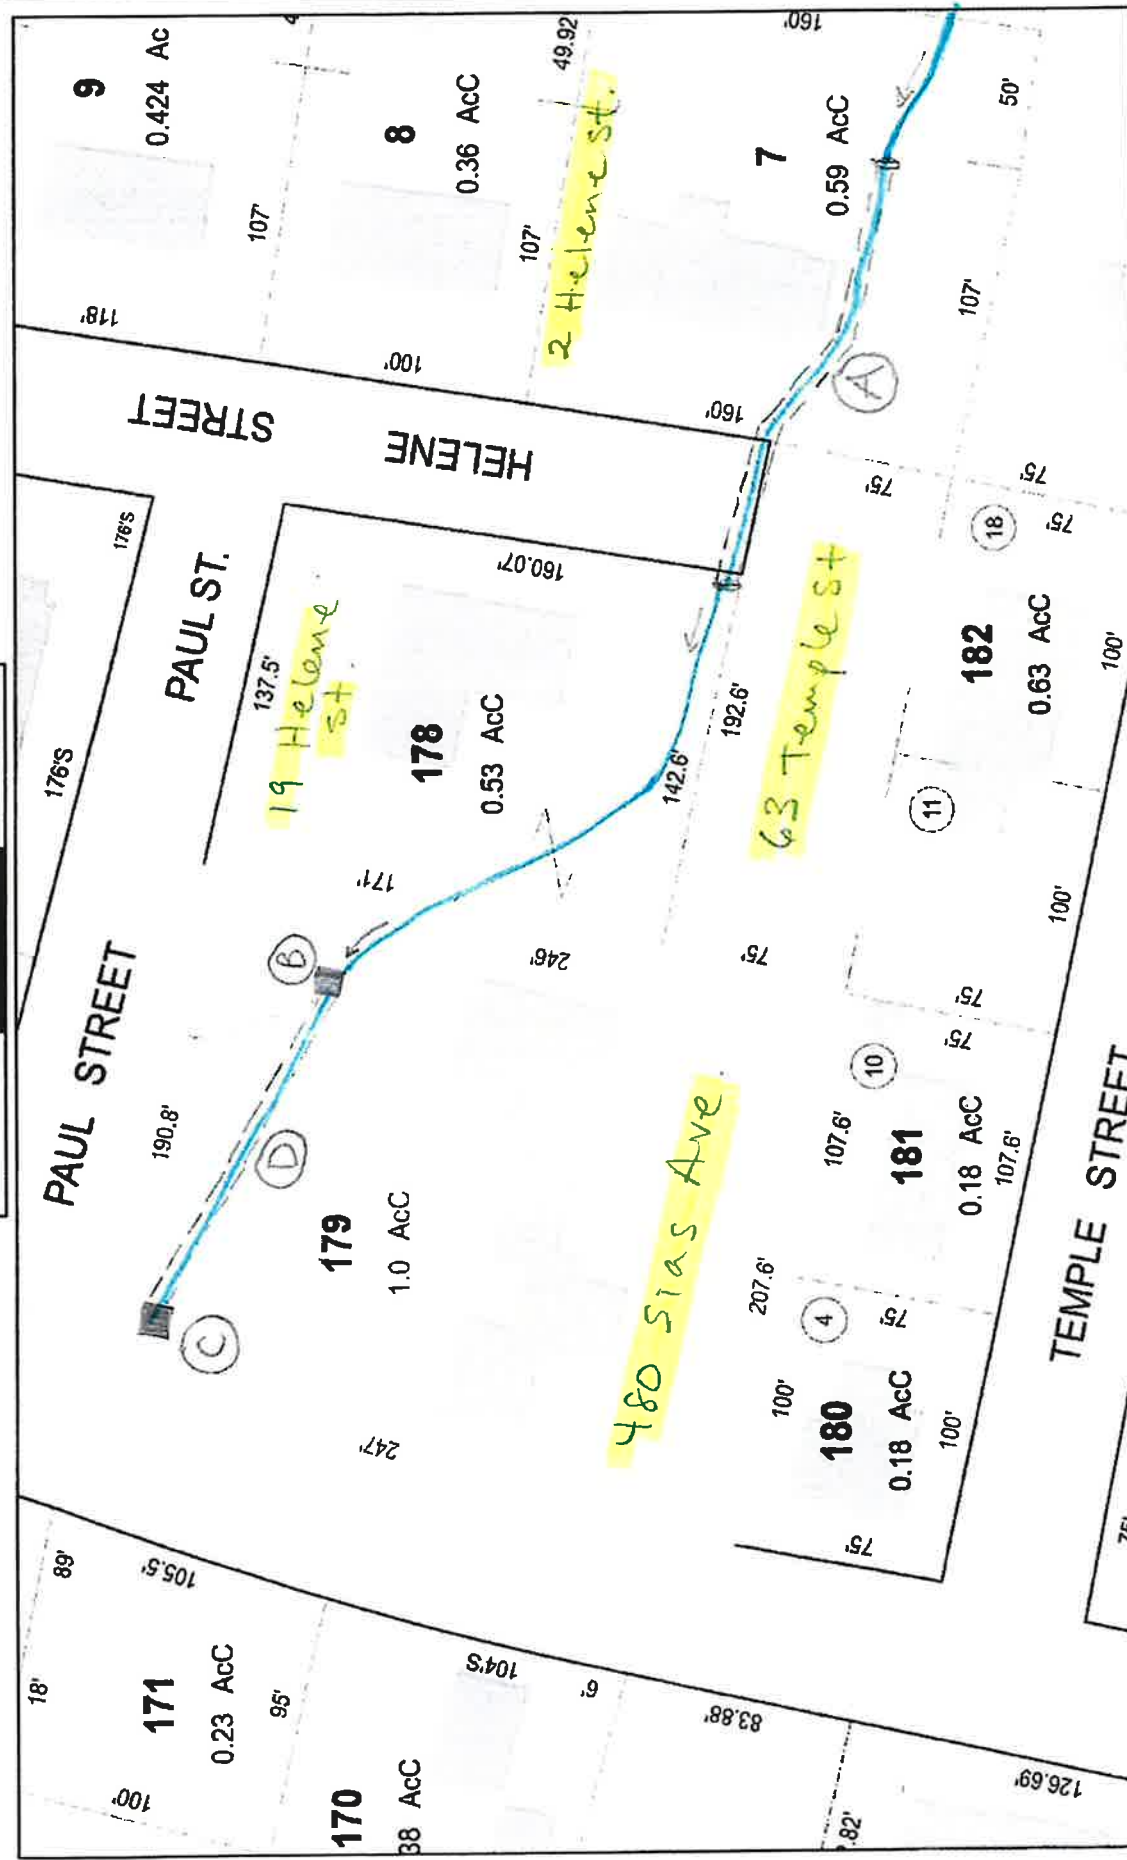 9
0.424 Ac
4
107'
118'
8
0.36 AcC
49.92'
107'
100'
2 Helene st.
7
0.59 AcC
160'
160'
50'
107'
A
HELENE
STREET
PAUL ST.
176'S
176'S
137.5'
19 Helene
st.
160.07'
178
0.53 AcC
171'
142.6'
192.6'
246'
63 Temple St
75'
75'
75'
75'
18
182
0.63 AcC
100'
11
100'
75'
75'
75'
10
PAUL STREET
190.8'
B
D
C
179
1.0 AcC
247'
480 Sias Ave
207.6'
107.6'
181
0.18 AcC
107.6'
75'
4
100'
180
0.18 AcC
100'
75'
TEMPLE STREET
75'
18'
89'
105.5'
171
0.23 AcC
95'
100'
170
38 AcC
104'S
6'
83.88'
.82'
126.69'